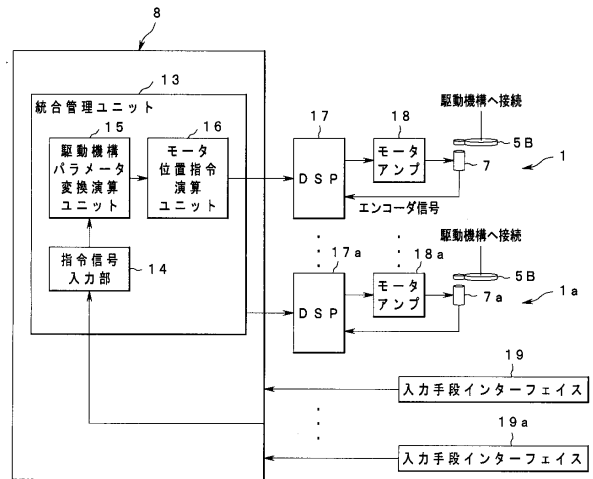 8
13
統合管理ユニット
15
駆動機構
パラメータ
変換演算
ユニット
16
モータ
位置指令
演算
ユニット
指令信号
入力部
14
17
DSP
18
モータ
アンプ
駆動機構へ接続
5B
7
1
エンコーダ信号
17a
DSP
18a
モータ
アンプ
駆動機構へ接続
5B
7a
1a
19
入力手段インターフェイス
19a
入力手段インターフェイス